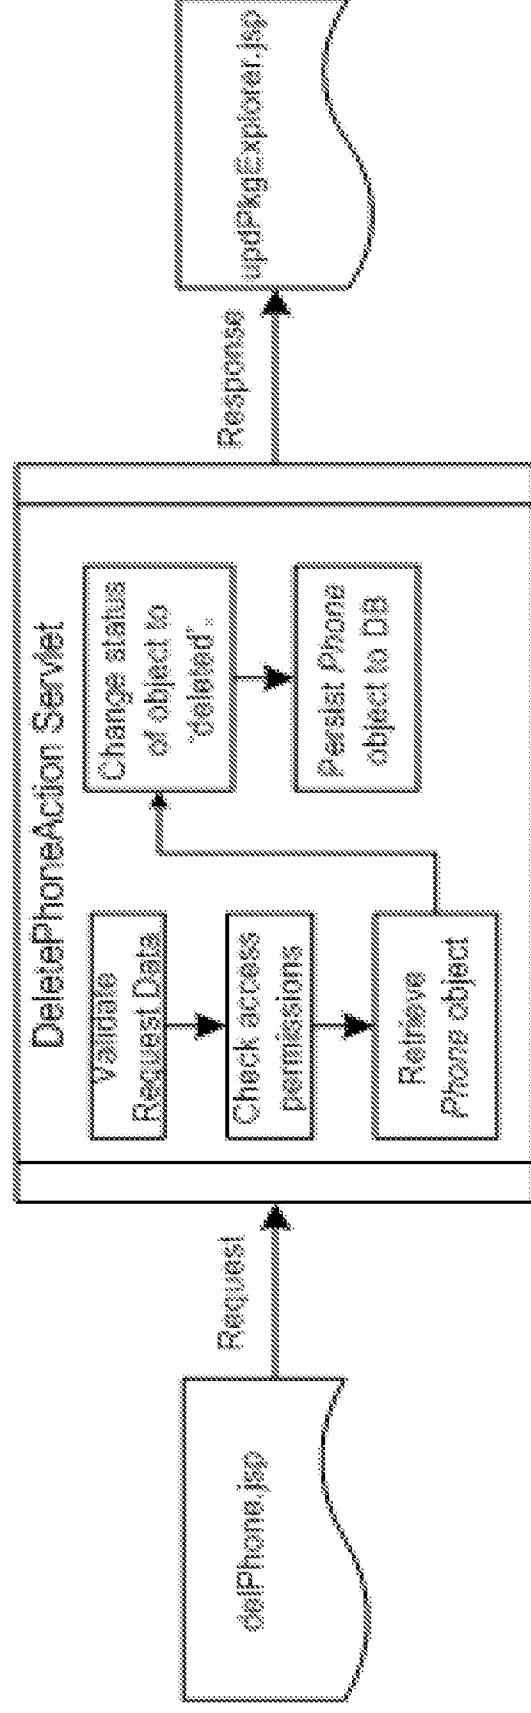 DeletePhoneAction Servlet
delPhone.jsp
Request
Validate
Request Data
Check access
permissions
Retrieve
Phone object
Change status
of object to
"deleted".
Persist Phone
object to DB
Response
updPkgExplorer.jsp